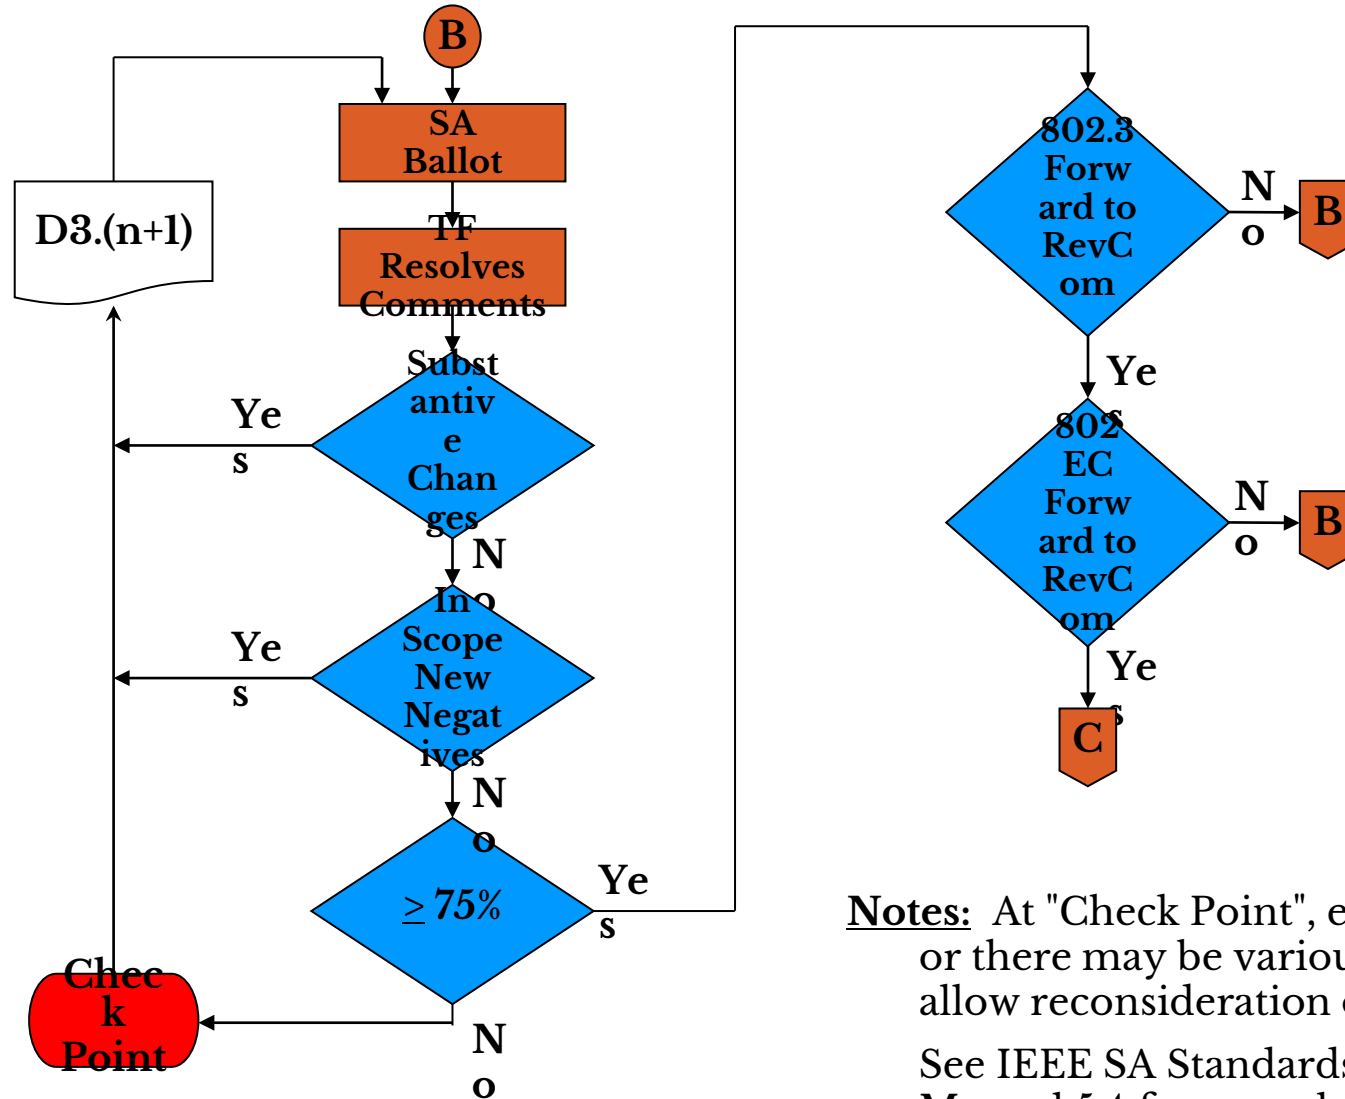 B
SA
Ballot
TF
Resolves
Comments
D3.(n+1)
Subst
antiv
e
Chan
ges
Ye
s
N
o
In
Scope
New
Negat
ives
Ye
s
N
o
≥ 75%
Ye
s
N
o
Chec
k
Point
802.3
Forw
ard to
RevC
om
N
o
B
Ye
s
802
EC
Forw
ard to
RevC
om
N
o
B
Ye
s
C
Notes: At "Check Point", e
or there may be variou
allow reconsideration
See IEEE SA Standards